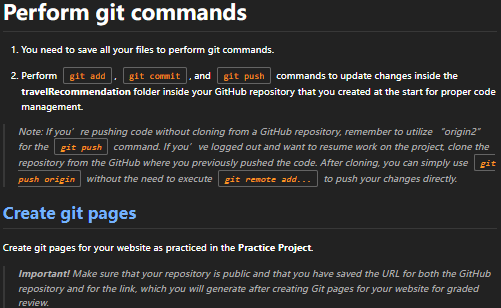 Perform git commands
1. You need to save all your files to perform git commands.
2. Perform git add , git commit , and git push commands to update changes inside the
travelRecommendation folder inside your GitHub repository that you created at the start for proper code
management.
Note: If you’re pushing code without cloning from a GitHub repository, remember to utilize “origin2”
for the git push command. If you’ve logged out and want to resume work on the project, clone the
repository from the GitHub where you previously pushed the code. After cloning, you can simply use git
push origin without the need to execute git remote add... to push your changes directly.
Create git pages
Create git pages for your website as practiced in the Practice Project.
Important! Make sure that your repository is public and that you have saved the URL for both the GitHub
repository and for the link, which you will generate after creating Git pages for your website for graded
review.